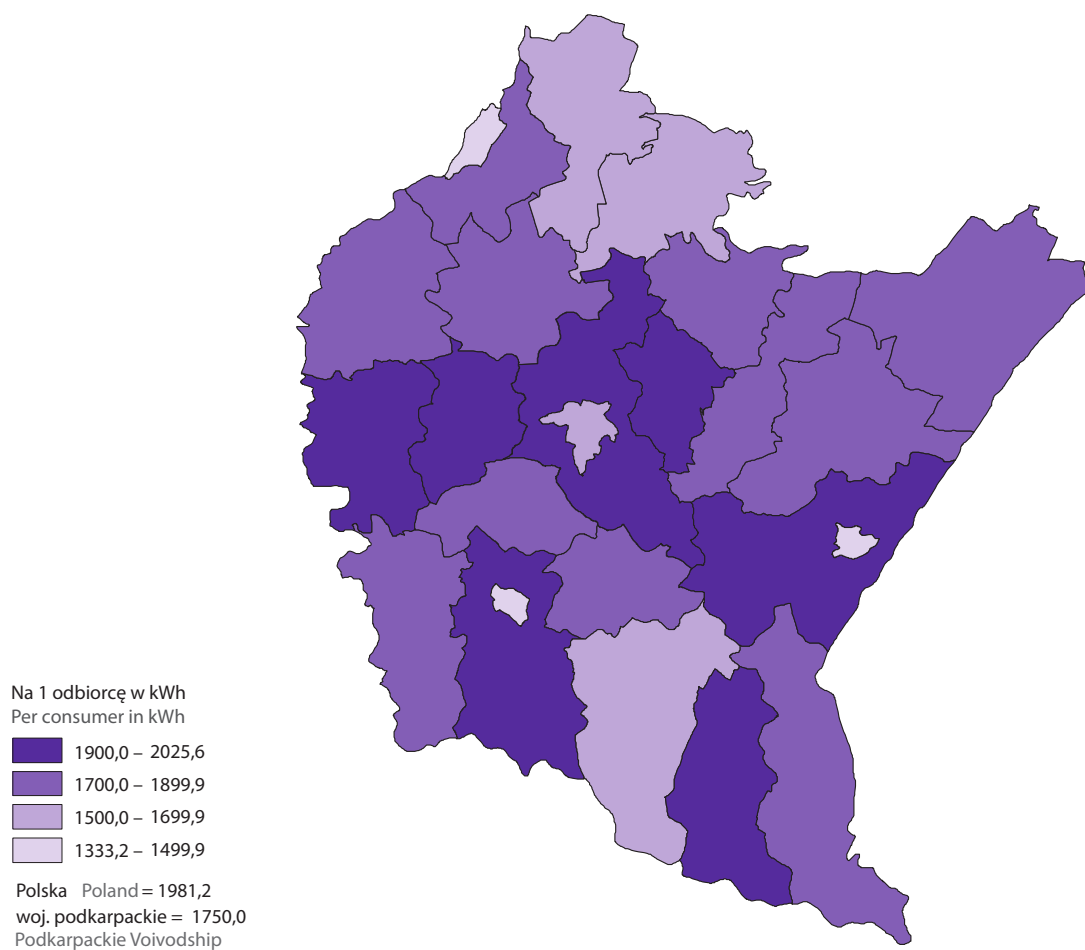 Na 1 odbiorcę w kWh
Per consumer in kWh
1900,0 – 2025,6
1700,0 – 1899,9
1500,0 – 1699,9
1333,2 – 1499,9
Polska Poland = 1981,2
woj. podkarpackie = 1750,0
Podkarpackie Voivodship